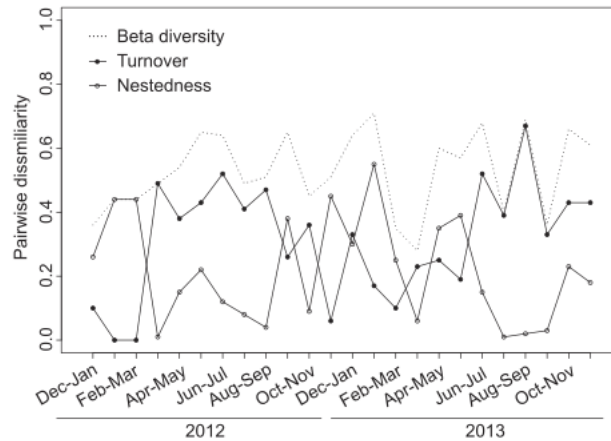 Pairwise dissmiliarity
1.0
0.8
0.6
0.4
0.2
0.0
Beta diversity
Turnover
Nestedness
Dec-Jan
Feb-Mar
Apr-May
Jun-Jul
Aug-Sep
Oct-Nov
Dec-Jan
Feb-Mar
Apr-May
Jun-Jul
Aug-Sep
Oct-Nov
2012
2013